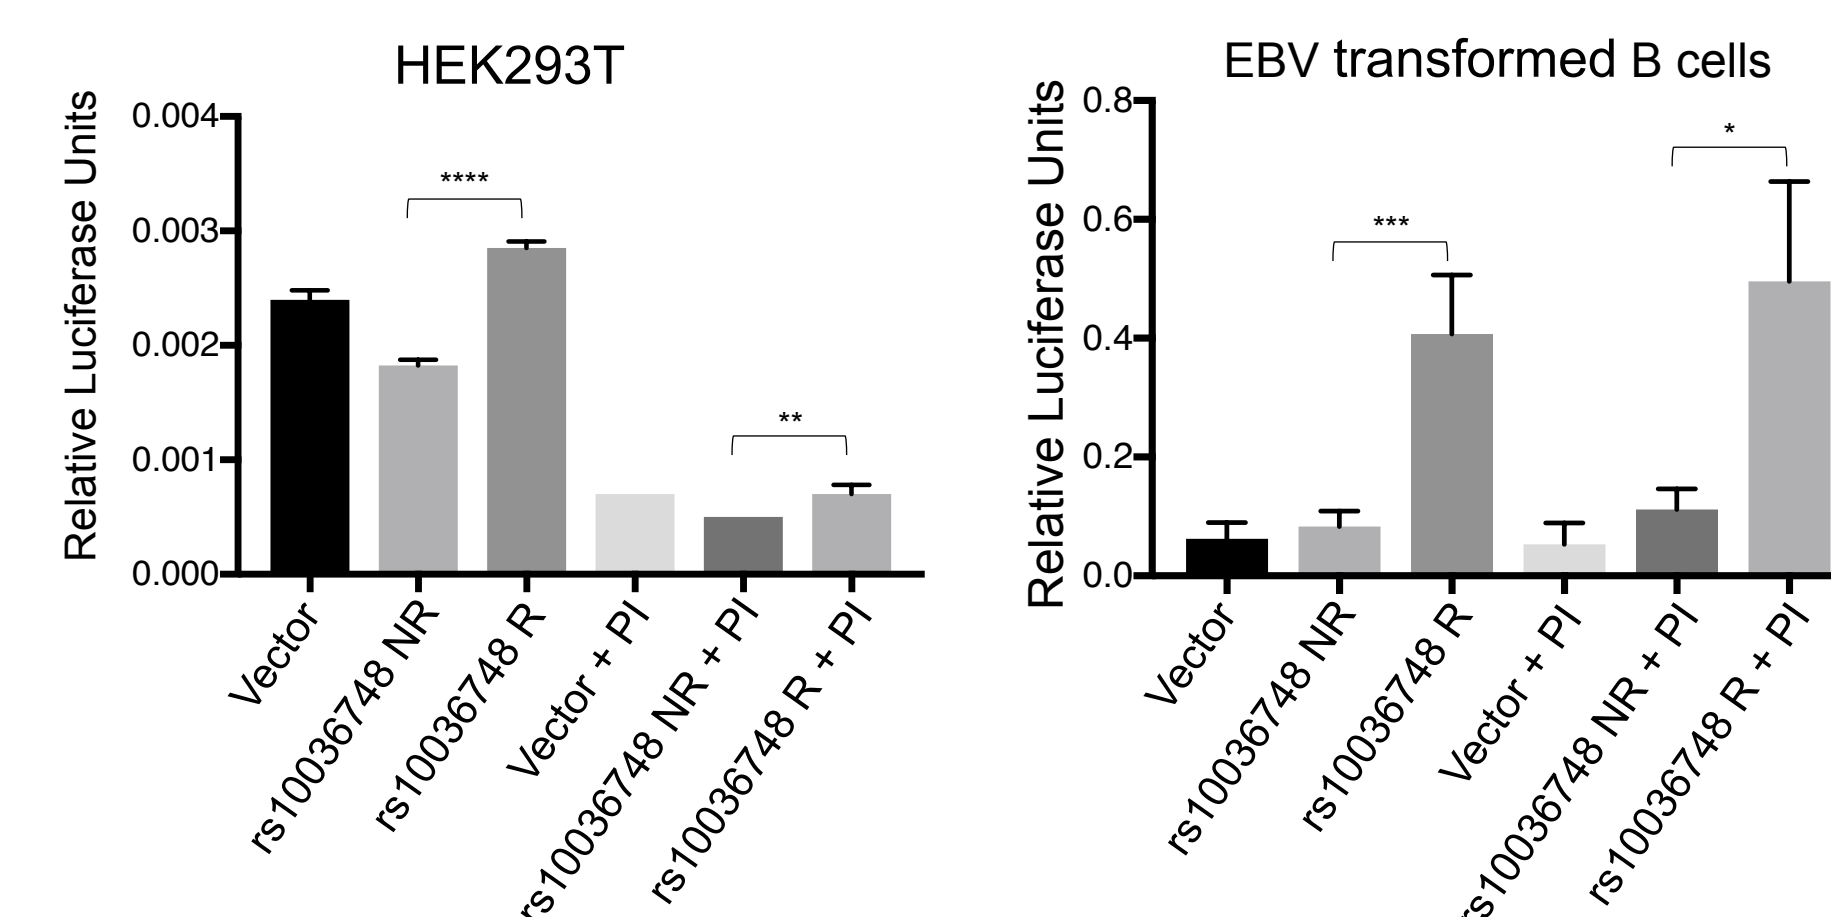 HEK293T
Relative Luciferase Units
0.004
0.003
0.002
0.001
0.000
****
**
Vector
rs10036748 NR
rs10036748 R
Vector + PI
rs10036748 NR + PI
rs10036748 R + PI
EBV transformed B cells
Relative Luciferase Units
0.8
0.6
0.4
0.2
0.0
***
*
Vector
rs10036748 NR
rs10036748 R
Vector + PI
rs10036748 NR + PI
rs10036748 R + PI